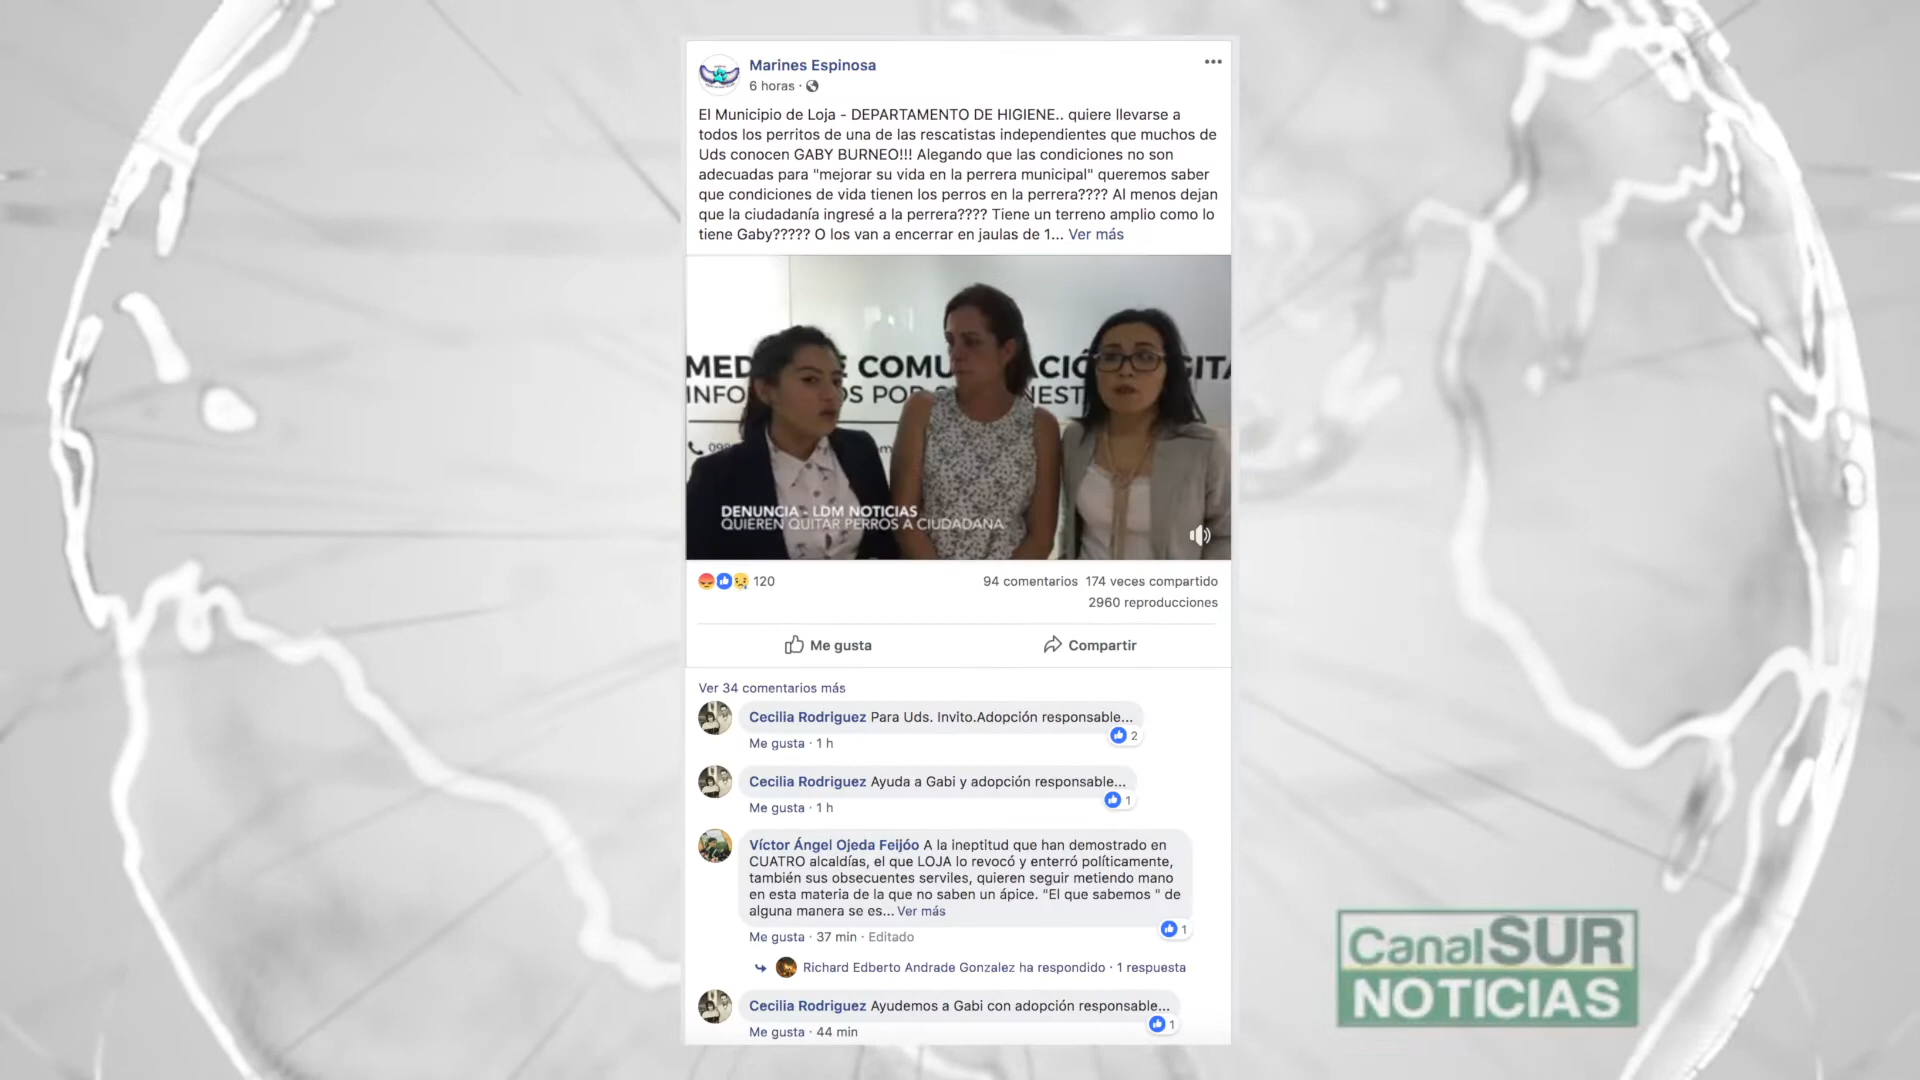 Marines Espinosa
6 horas ·
El Municipio de Loja - DEPARTAMENTO DE HIGIENE.. quiere llevarse a
todos los perritos de una de las rescatistas independientes que muchos de
Uds conocen GABY BURNEO!!! Alegando que las condiciones no son
adecuadas para "mejorar su vida en la perrera municipal" queremos saber
que condiciones de vida tienen los perros en la perrera???? Al menos dejan
que la ciudadanía ingresé a la perrera???? Tiene un terreno amplio como lo
tiene Gaby????? O los van a encerrar en jaulas de 1... Ver más
DENUNCIA - LDM NOTICIAS
QUIEREN QUITAR PERROS A CIUDADANA
120
94 comentarios 174 veces compartido
2960 reproducciones
Me gusta
Compartir
Ver 34 comentarios más
Cecilia Rodriguez Para Uds. Invito.Adopción responsable...
2
Me gusta · 1 h
Cecilia Rodriguez Ayuda a Gabi y adopción responsable...
1
Me gusta · 1 h
Víctor Ángel Ojeda Feijóo A la ineptitud que han demostrado en
CUATRO alcaldías, el que LOJA lo revocó y enterró políticamente,
también sus obsecuentes serviles, quieren seguir metiendo mano
en esta materia de la que no saben un ápice. "El que sabemos " de
alguna manera se es... Ver más
1
Me gusta · 37 min · Editado
Richard Edberto Andrade Gonzalez ha respondido · 1 respuesta
Cecilia Rodriguez Ayudemos a Gabi con adopción responsable...
1
Me gusta · 44 min
CanalSUR
NOTICIAS